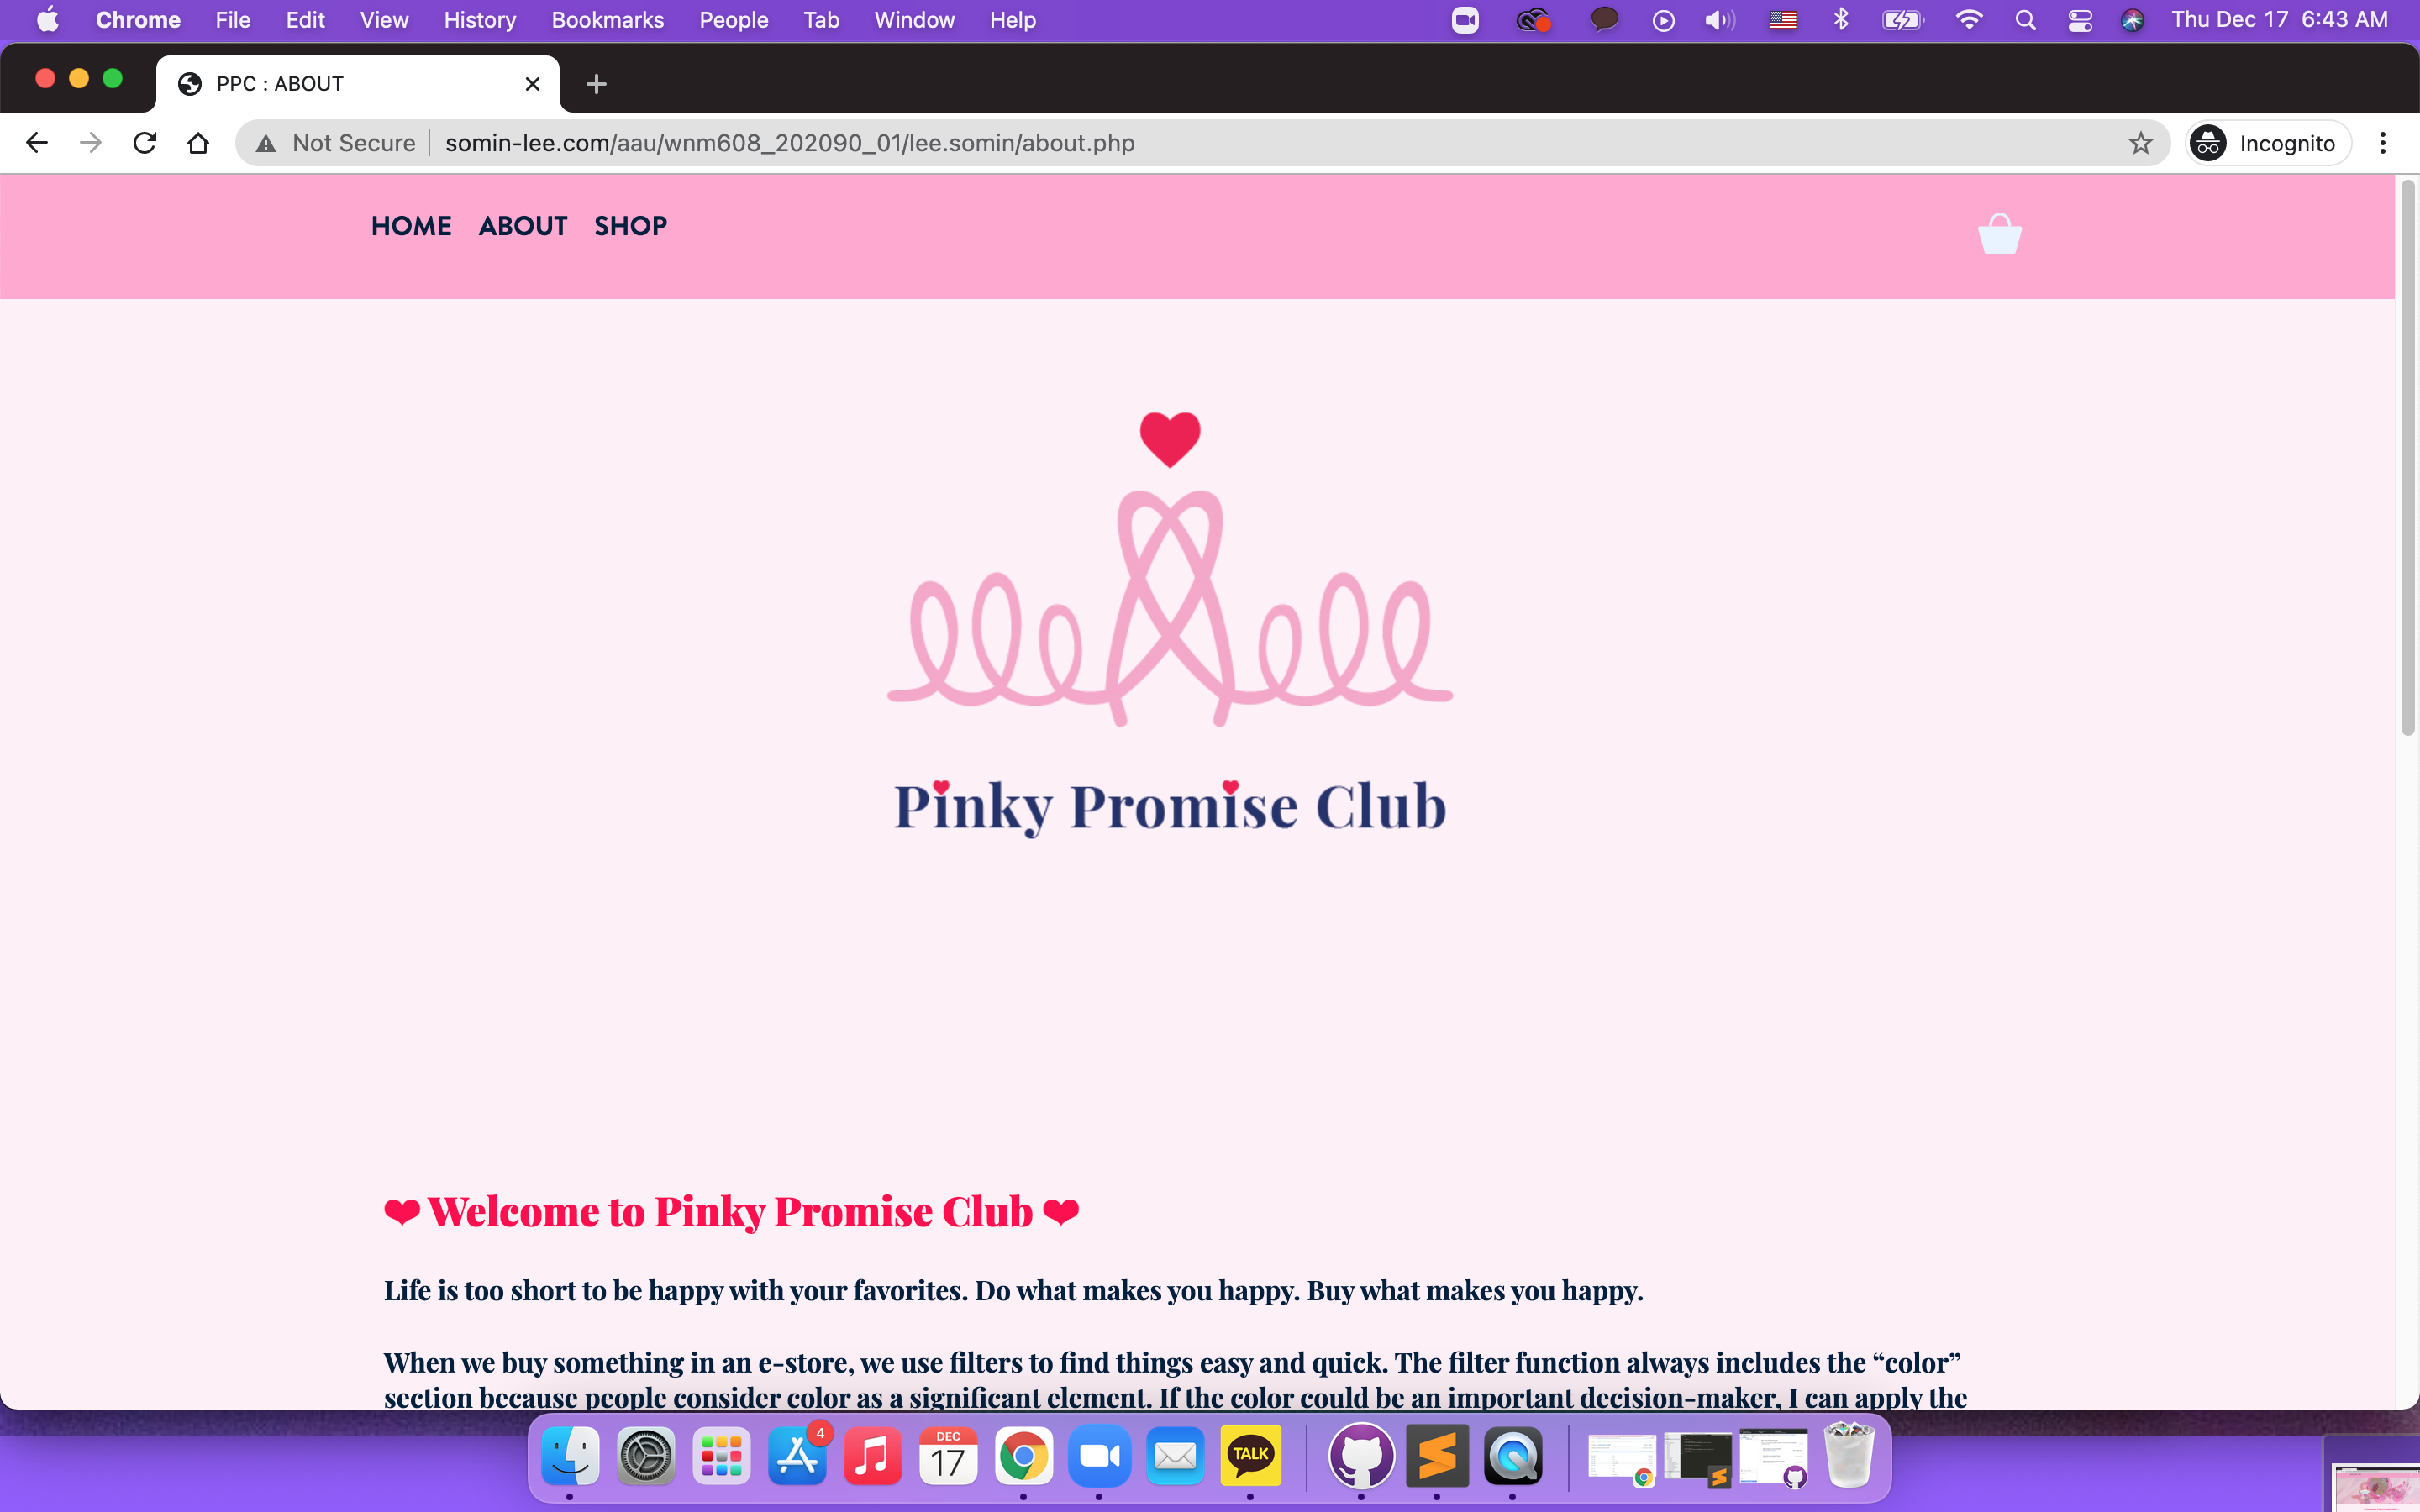 Chrome File Edit View History Bookmarks People Tab Window Help Thu Dec 17 6:43 AM
PPC : ABOUT
Not Secure somin-lee.com/aau/wnm608_202090_01/lee.somin/about.php Incognito
HOME ABOUT SHOP
Pinky Promise Club
❤ Welcome to Pinky Promise Club ❤
Life is too short to be happy with your favorites. Do what makes you happy. Buy what makes you happy.
When we buy something in an e-store, we use filters to find things easy and quick. The filter function always includes the “color”
section because people consider color as a significant element. If the color could be an important decision-maker, I can apply the
4
DEC
17
TALK